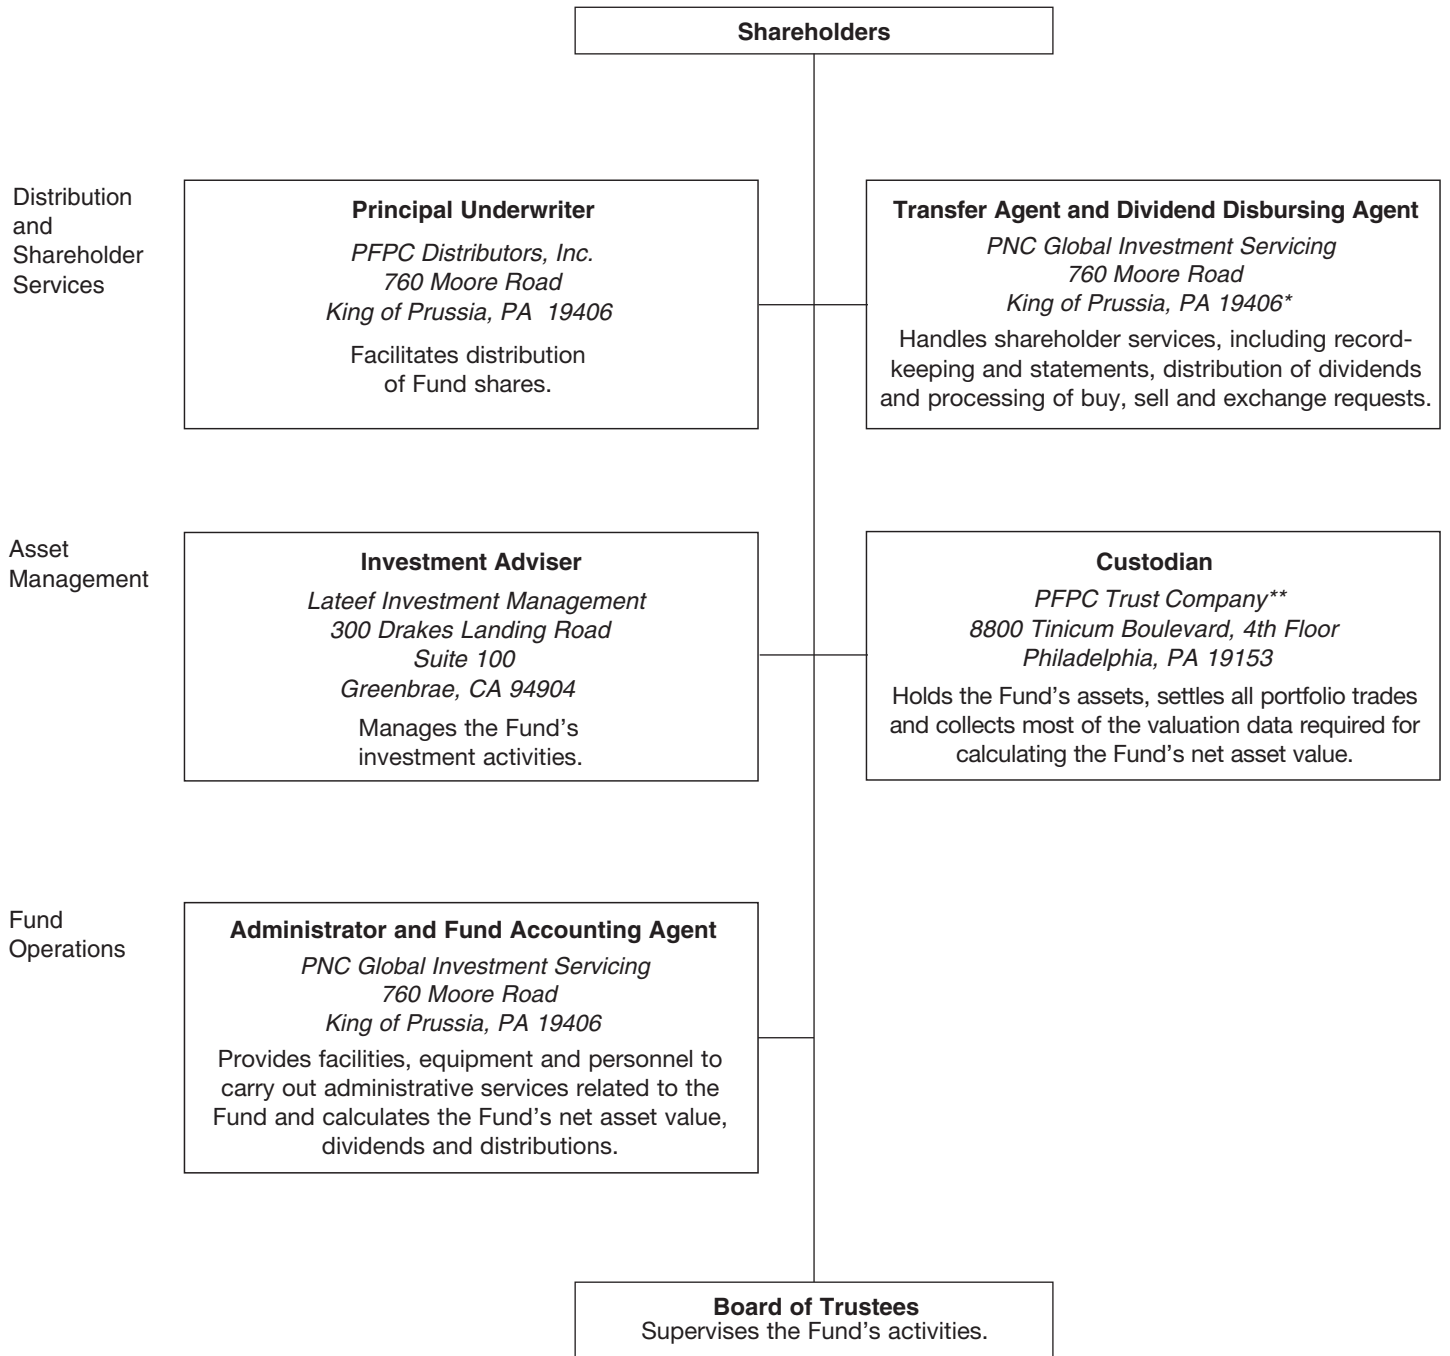 Shareholders
Distribution
and
Shareholder
Services
Principal Underwriter
PFPC Distributors, Inc.
760 Moore Road
King of Prussia, PA  19406
Facilitates distribution
of Fund shares.
Transfer Agent and Dividend Disbursing Agent
PNC Global Investment Servicing
760 Moore Road
King of Prussia, PA 19406*
Handles shareholder services, including record-
keeping and statements, distribution of dividends
and processing of buy, sell and exchange requests.
Asset
Management
Investment Adviser
Lateef Investment Management
300 Drakes Landing Road
Suite 100
Greenbrae, CA 94904
Manages the Fund's
investment activities.
Custodian
PFPC Trust Company**
8800 Tinicum Boulevard, 4th Floor
Philadelphia, PA 19153
Holds the Fund's assets, settles all portfolio trades
and collects most of the valuation data required for
calculating the Fund's net asset value.
Fund
Operations
Administrator and Fund Accounting Agent
PNC Global Investment Servicing
760 Moore Road
King of Prussia, PA 19406
Provides facilities, equipment and personnel to
carry out administrative services related to the
Fund and calculates the Fund's net asset value,
dividends and distributions.
Board of Trustees
Supervises the Fund's activities.